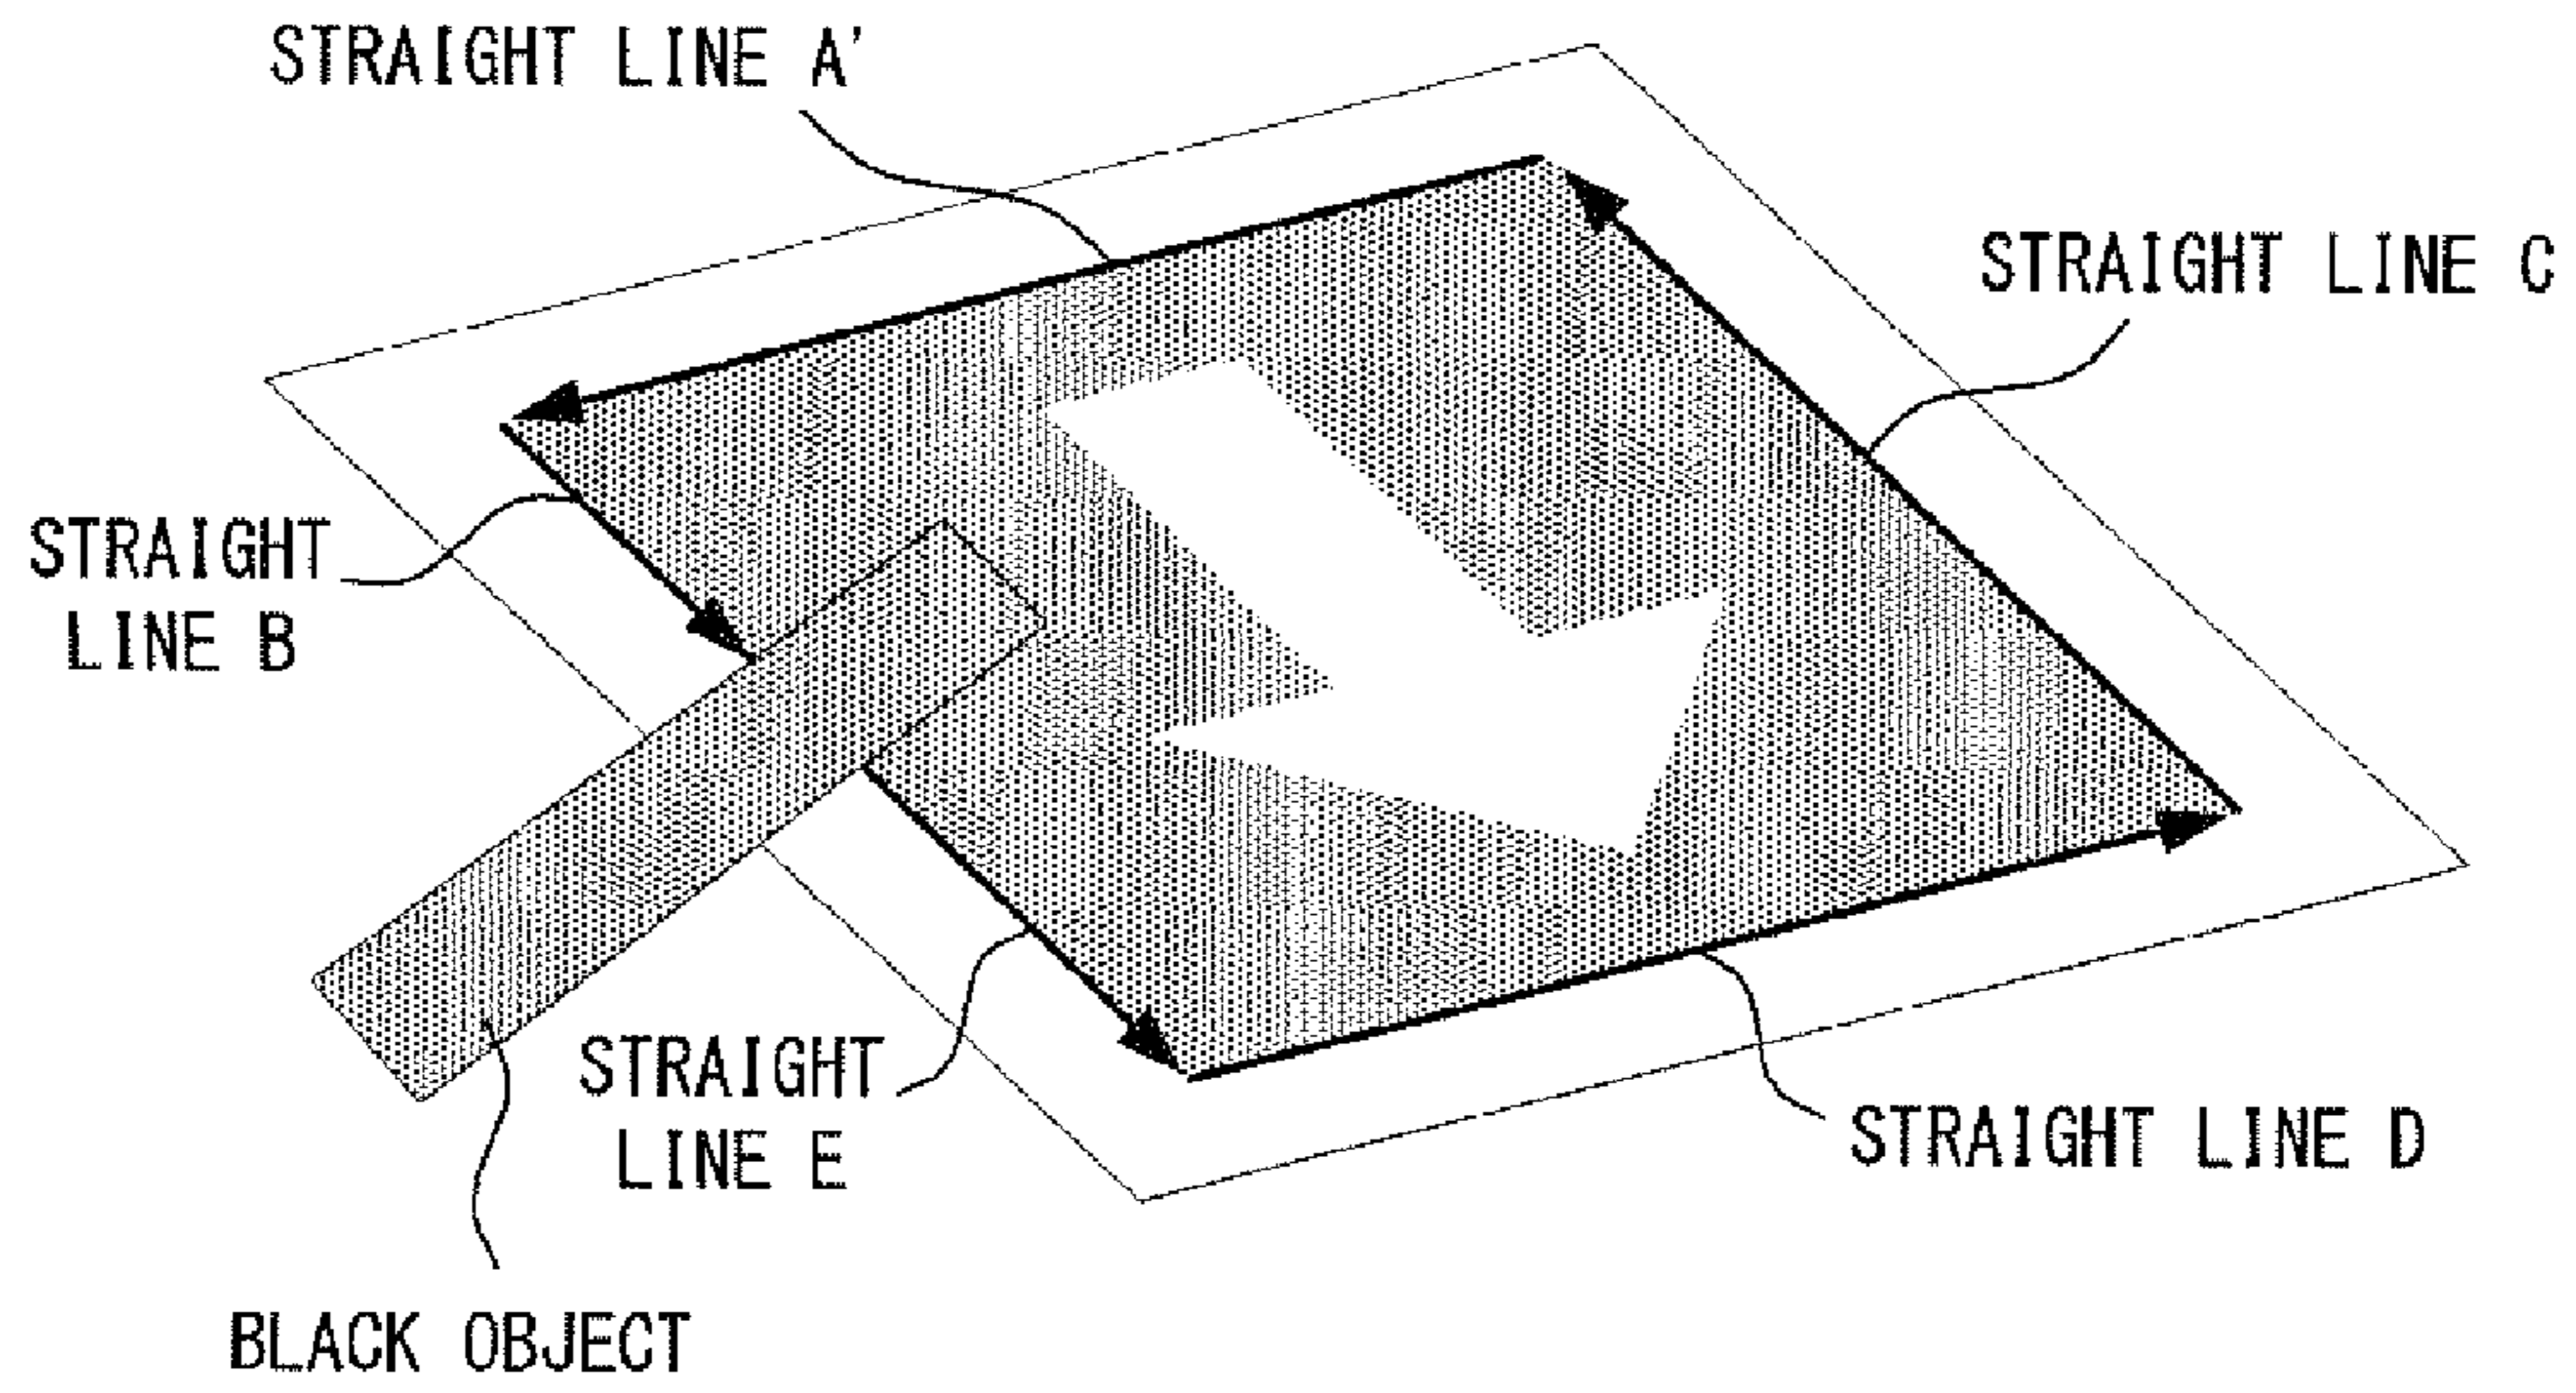 STRAIGHT LINE A'
STRAIGHT LINE C
STRAIGHT
LINE B
STRAIGHT
LINE E
STRAIGHT LINE D
BLACK OBJECT